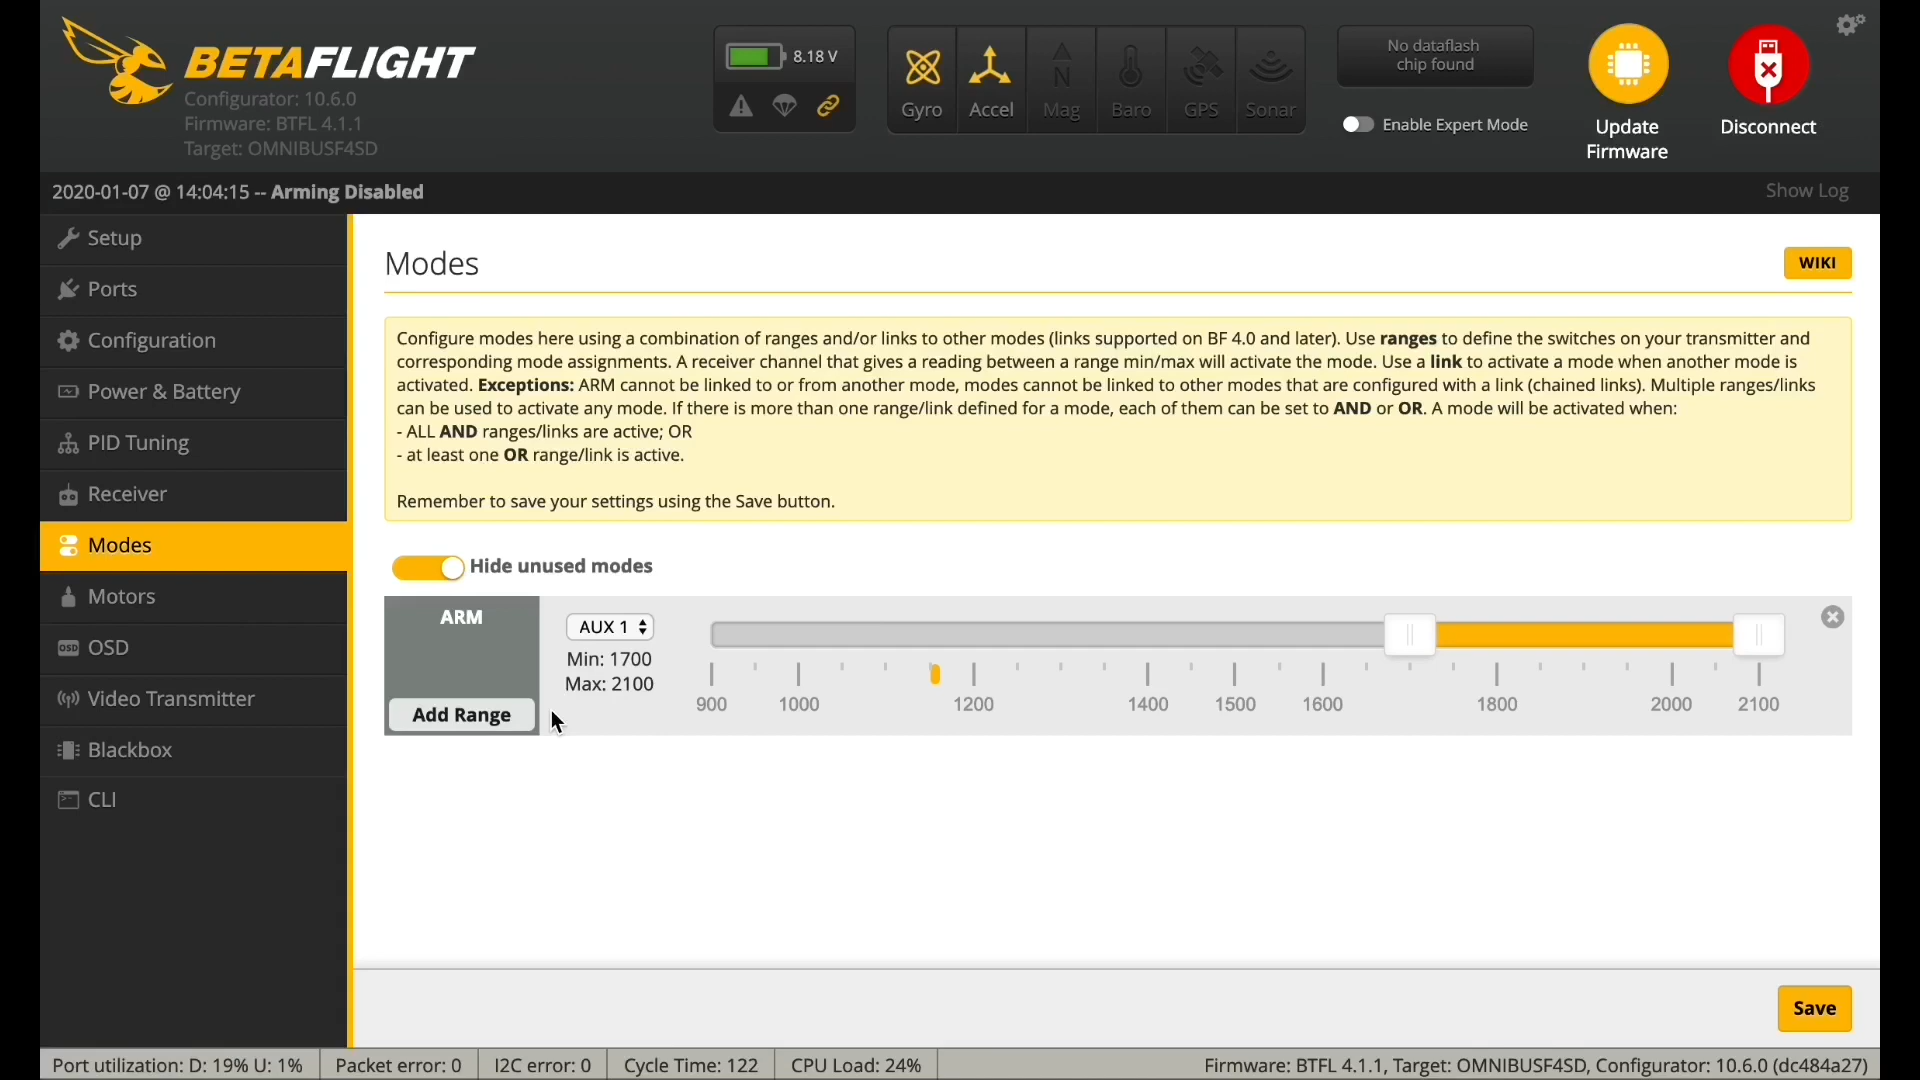 BETAFLIGHT
Configurator: 10.6.0
Firmware: BTFL 4.1.1
Target: OMNIBUSF4SD
8.18 V
Gyro
Accel
Mag
N
Baro
GPS
Sonar
No dataflash
chip found
Enable Expert Mode
Update
Firmware
Disconnect
2020-01-07 @ 14:04:15 -- Arming Disabled
Show Log
Setup
Ports
Configuration
Power & Battery
PID Tuning
Receiver
Modes
Motors
OSD
OSD
Video Transmitter
Blackbox
CLI
Modes
WIKI
Configure modes here using a combination of ranges and/or links to other modes (links supported on BF 4.0 and later). Use ranges to define the switches on your transmitter and
corresponding mode assignments. A receiver channel that gives a reading between a range min/max will activate the mode. Use a link to activate a mode when another mode is
activated. Exceptions: ARM cannot be linked to or from another mode, modes cannot be linked to other modes that are configured with a link (chained links). Multiple ranges/links
can be used to activate any mode. If there is more than one range/link defined for a mode, each of them can be set to AND or OR. A mode will be activated when:
- ALL AND ranges/links are active; OR
- at least one OR range/link is active.
Remember to save your settings using the Save button.
Hide unused modes
ARM
Add Range
AUX 1
Min: 1700
Max: 2100
900 1000 1200 1400 1500 1600 1800 2000 2100
Save
Port utilization: D: 19% U: 1% Packet error: 0 I2C error: 0 Cycle Time: 122 CPU Load: 24% Firmware: BTFL 4.1.1, Target: OMNIBUSF4SD, Configurator: 10.6.0 (dc484a27)